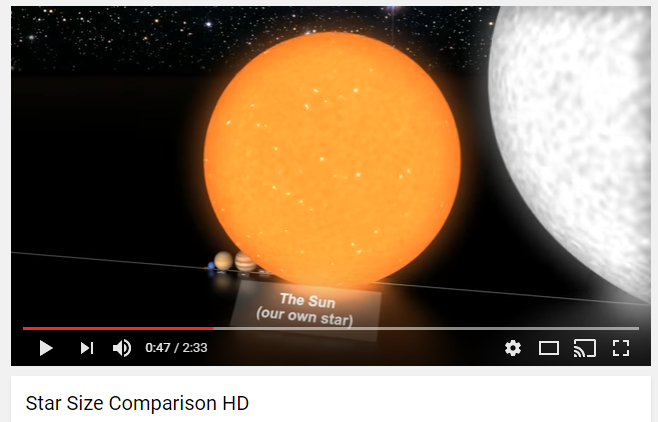 The Sun
(our own star)
0:47 / 2:33
Star Size Comparison HD